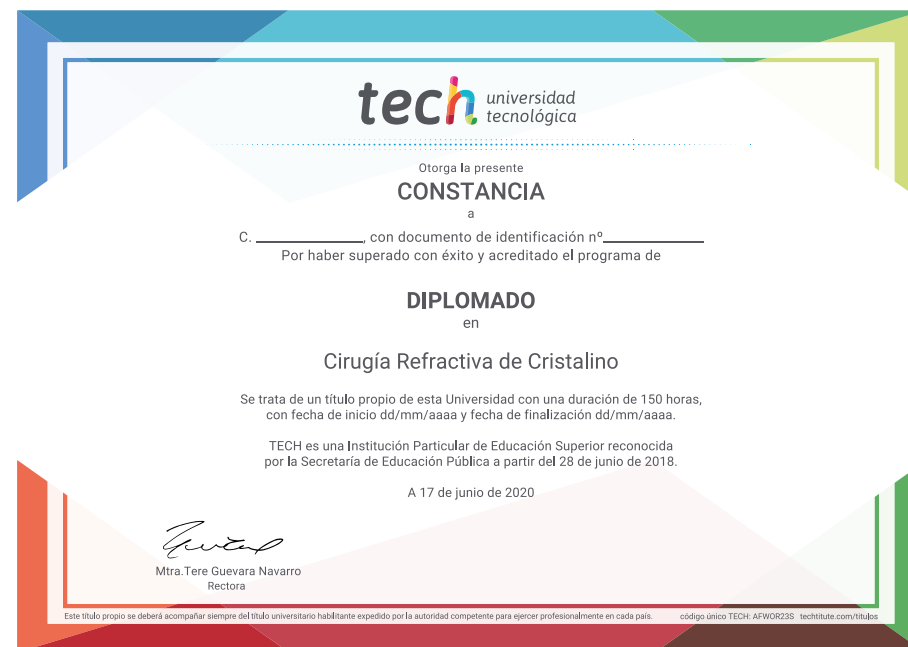 tech universidad
tecnológica
Otorga la presente
CONSTANCIA
a
C. ______________, con documento de identificación nº______________
Por haber superado con éxito y acreditado el programa de
DIPLOMADO
en
Cirugía Refractiva de Cristalino
Se trata de un título propio de esta Universidad con una duración de 150 horas,
con fecha de inicio dd/mm/aaaa y fecha de finalización dd/mm/aaaa.
TECH es una Institución Particular de Educación Superior reconocida
por la Secretaría de Educación Pública a partir del 28 de junio de 2018.
A 17 de junio de 2020
Mtra.Tere Guevara Navarro
Rectora
Este título propio se deberá acompañar siempre del título universitario habilitante expedido por la autoridad competente para ejercer profesionalmente en cada país. código único TECH: AFWOR23S techtitute.com/titulos